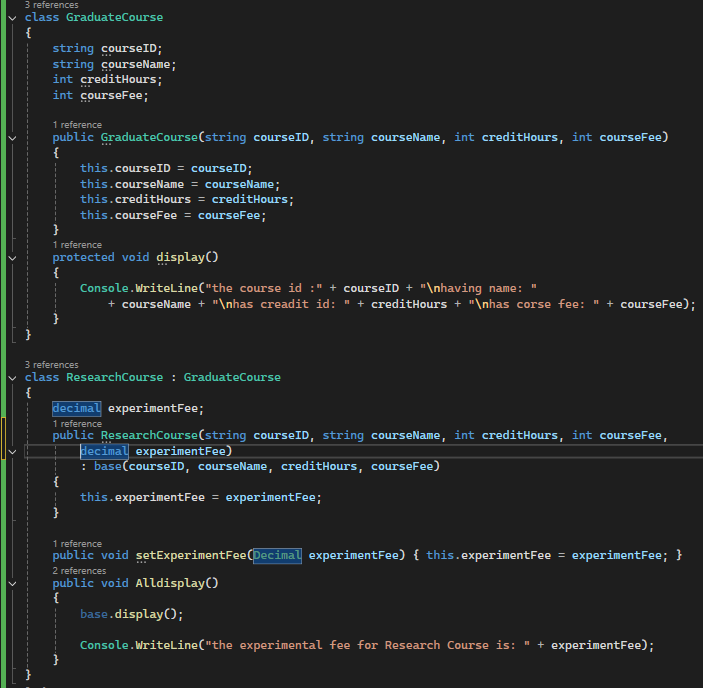 3 references
class GraduateCourse
{
string courseID;
string courseName;
int creditHours;
int courseFee;
1 reference
public GraduateCourse(string courseID, string courseName, int creditHours, int courseFee)
{
this.courseID = courseID;
this.courseName = courseName;
this.creditHours = creditHours;
this.courseFee = courseFee;
}
1 reference
protected void display()
{
Console.WriteLine("the course id :" + courseID + "\nhaving name: "
+ courseName + "\nhas creadit id: " + creditHours + "\nhas corse fee: " + courseFee);
}
}
3 references
class ResearchCourse : GraduateCourse
{
decimal experimentFee;
1 reference
public ResearchCourse(string courseID, string courseName, int creditHours, int courseFee,
decimal experimentFee)
: base(courseID, courseName, creditHours, courseFee)
{
this.experimentFee = experimentFee;
}
1 reference
public void setExperimentFee(Decimal experimentFee) { this.experimentFee = experimentFee; }
2 references
public void Alldisplay()
{
base.display();
Console.WriteLine("the experimental fee for Research Course is: " + experimentFee);
}
}